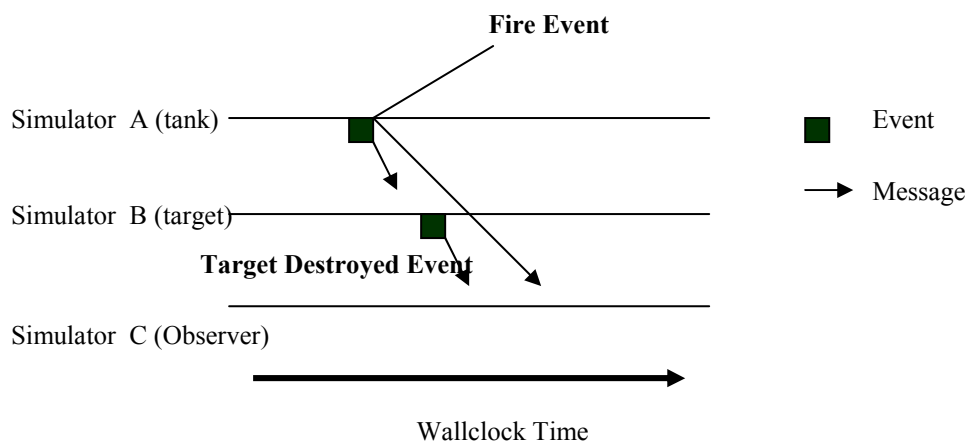 Fire Event
Simulator A (tank)
Event
Message
Simulator B (target)
Target Destroyed Event
Simulator C (Observer)
Wallclock Time